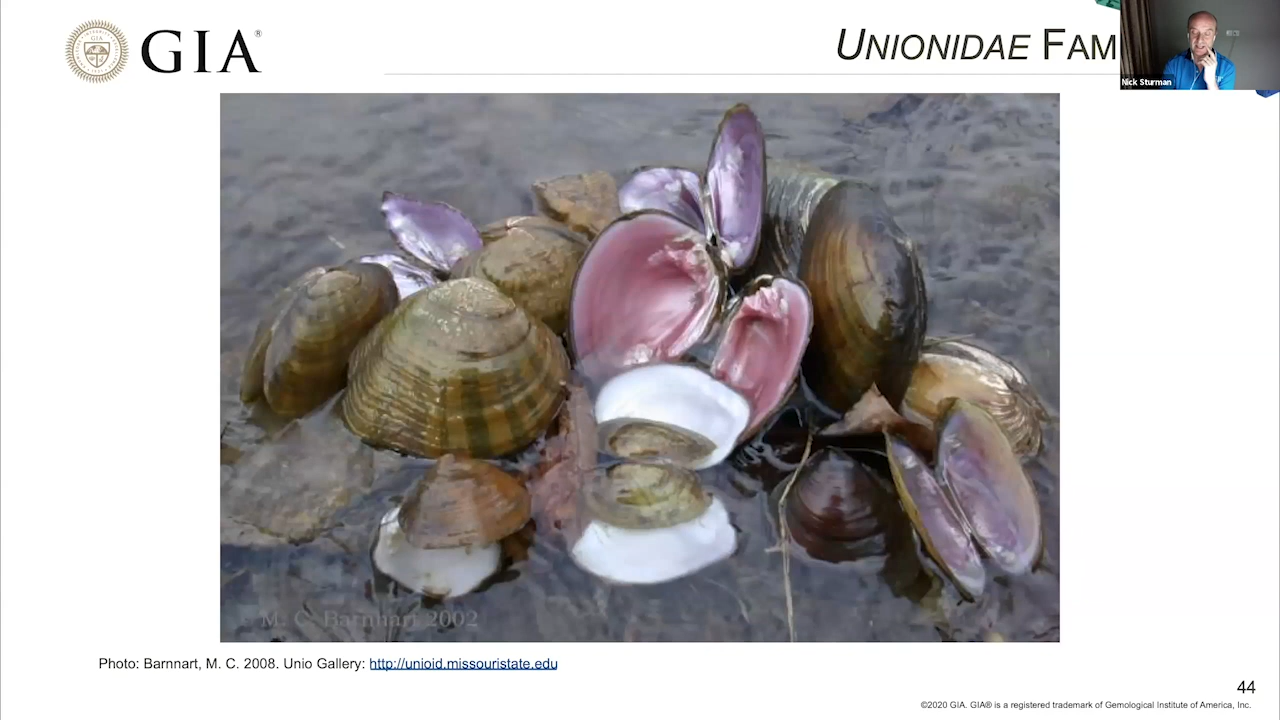 GIA®
UNIONIDAE FAM
Nick Sturman
© M. C. Barnhart 2002
Photo: Barnnart, M. C. 2008. Unio Gallery: http://unioid.missouristate.edu
44
©2020 GIA. GIA® is a registered trademark of Gemological Institute of America, Inc.